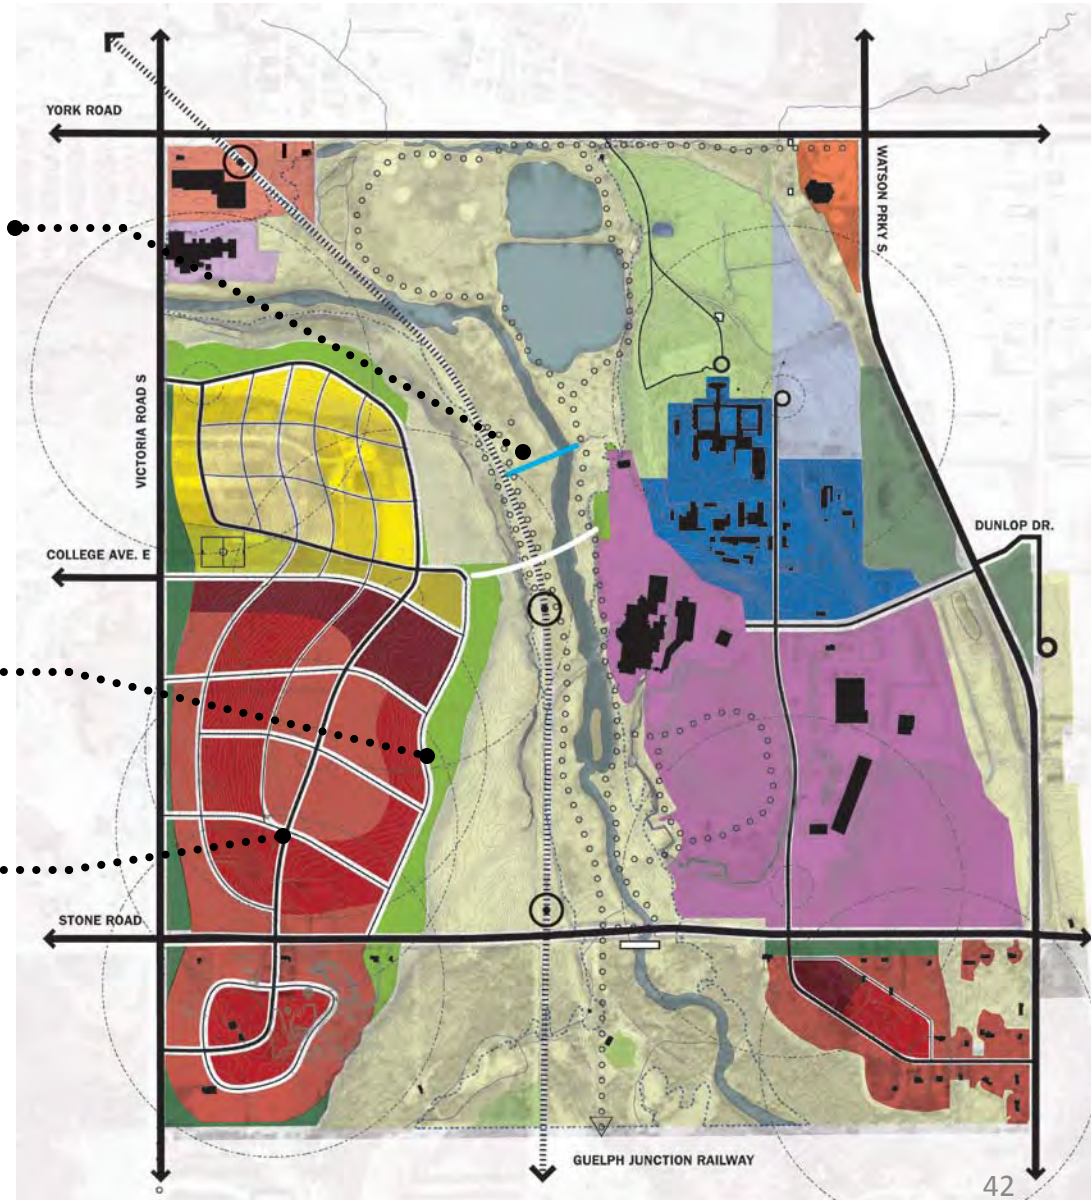 YORK ROAD
WATSON PRKY S.
VICTORIA ROAD S
DUNLOP DR.
COLLEGE AVE. E
STONE ROAD
GUELPH JUNCTION RAILWAY
42